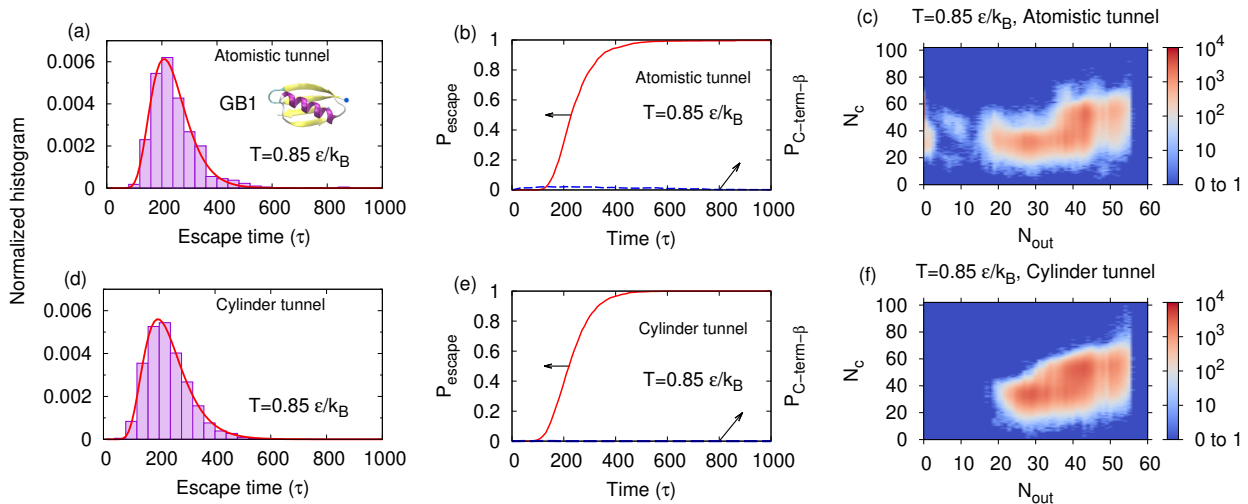 Normalized histogram
(a)
Atomistic tunnel
GB1
T=0.85 ε/k_B
0.006
0.004
0.002
0
0 200 400 600 800 1000
Escape time (τ)
(b)
P_escape
1
0.8
0.6
0.4
0.2
0
Atomistic tunnel
T=0.85 ε/k_B
P_C-term-β
0 200 400 600 800 1000
Time (τ)
(c)
T=0.85 ε/k_B, Atomistic tunnel
N_c
100
80
60
40
20
0
0 10 20 30 40 50 60
N_out
10^4
10^3
10^2
10
0 to 1
(d)
Cylinder tunnel
T=0.85 ε/k_B
0.006
0.004
0.002
0
0 200 400 600 800 1000
Escape time (τ)
(e)
P_escape
1
0.8
0.6
0.4
0.2
0
Cylinder tunnel
T=0.85 ε/k_B
P_C-term-β
0 200 400 600 800 1000
Time (τ)
(f)
T=0.85 ε/k_B, Cylinder tunnel
N_c
100
80
60
40
20
0
0 10 20 30 40 50 60
N_out
10^4
10^3
10^2
10
0 to 1